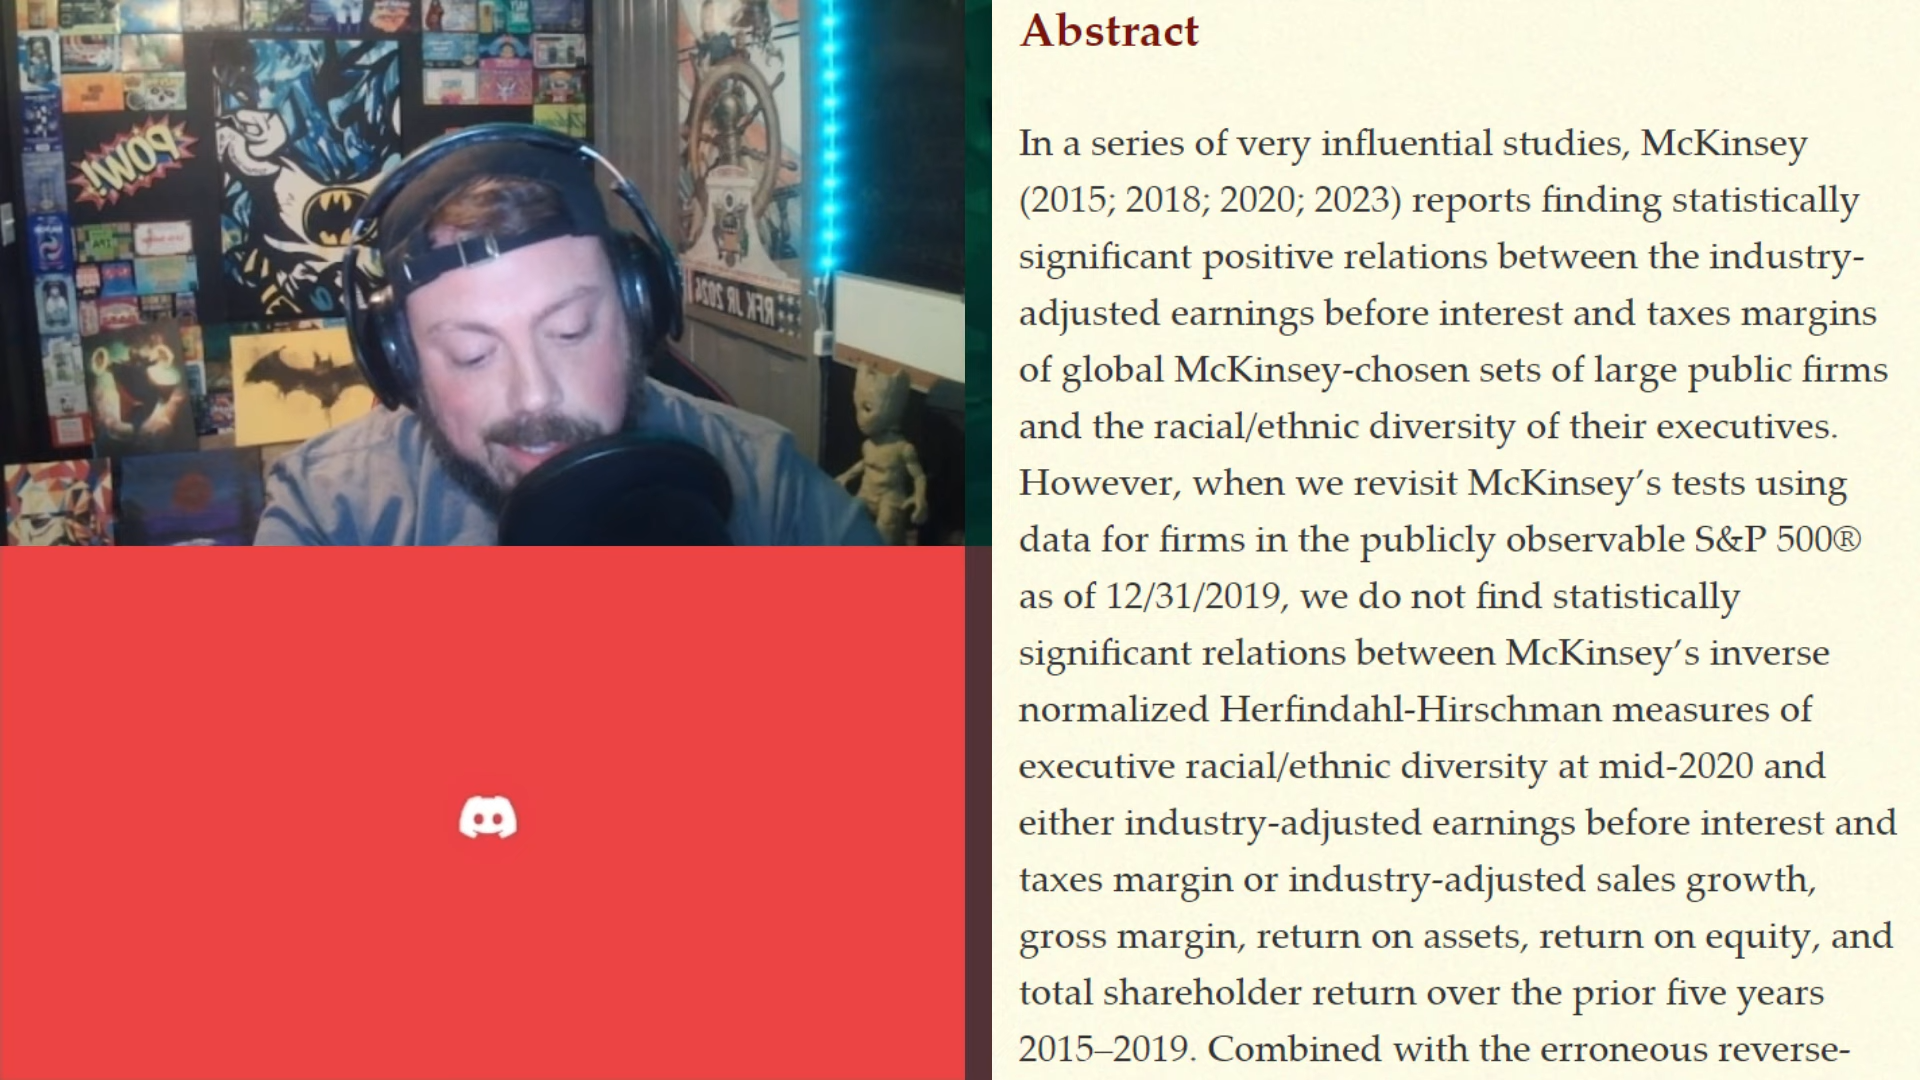 POW!
RFK JR 2024
Abstract
In a series of very influential studies, McKinsey
(2015; 2018; 2020; 2023) reports finding statistically
significant positive relations between the industry-
adjusted earnings before interest and taxes margins
of global McKinsey-chosen sets of large public firms
and the racial/ethnic diversity of their executives.
However, when we revisit McKinsey’s tests using
data for firms in the publicly observable S&P 500®
as of 12/31/2019, we do not find statistically
significant relations between McKinsey’s inverse
normalized Herfindahl-Hirschman measures of
executive racial/ethnic diversity at mid-2020 and
either industry-adjusted earnings before interest and
taxes margin or industry-adjusted sales growth,
gross margin, return on assets, return on equity, and
total shareholder return over the prior five years
2015–2019. Combined with the erroneous reverse-